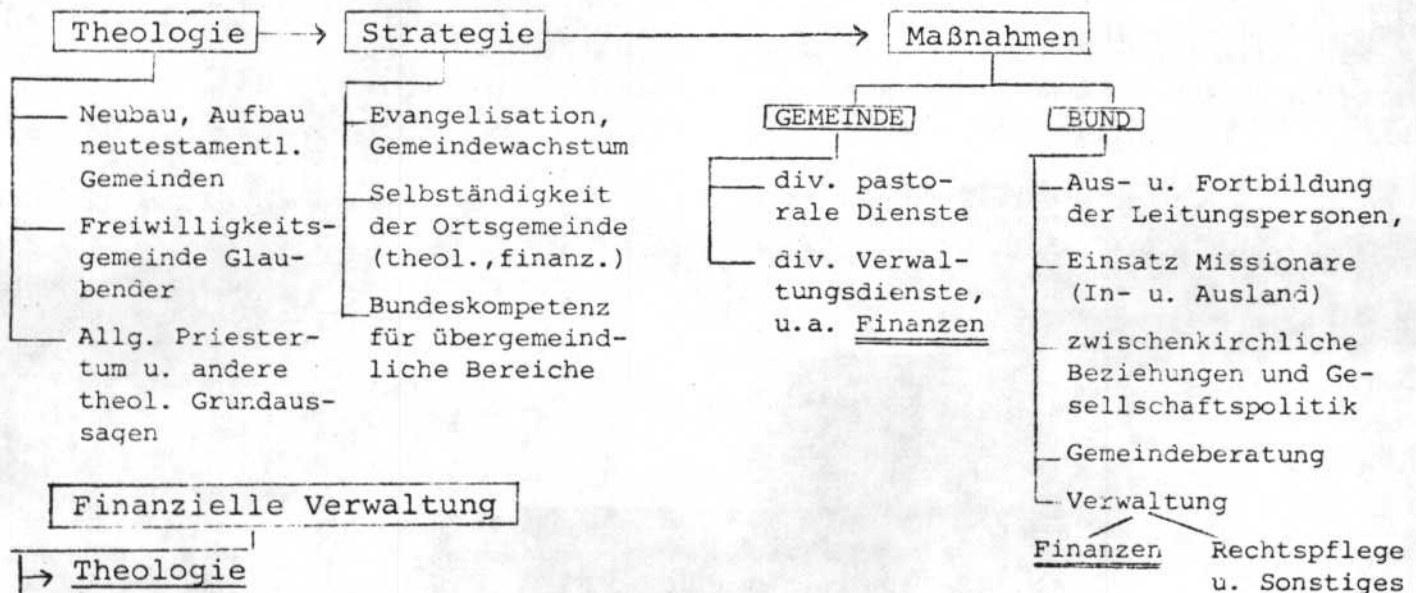 Theologie → Strategie → Maßnahmen
Neubau, Aufbau
neutestamentl.
Gemeinden
Freiwilligkeits-
gemeinde Glau-
bender
Allg. Priester-
tum u. andere
theol. Grundaus-
sagen
Evangelisation,
Gemeindewachstum
Selbständigkeit
der Ortsgemeinde
(theol.,finanz.)
Bundeskompetenz
für übergemeind-
liche Bereiche
GEMEINDE
div. pasto-
rale Dienste
div. Verwal-
tungsdienste,
u.a. Finanzen
BUND
Aus- u. Fortbildung
der Leitungspersonen,
Einsatz Missionare
(In- u. Ausland)
zwischenkirchliche
Beziehungen und Ge-
sellschaftspolitik
Gemeindeberatung
Verwaltung
Finanzen
Rechtspflege
u. Sonstiges
Finanzielle Verwaltung
→ Theologie